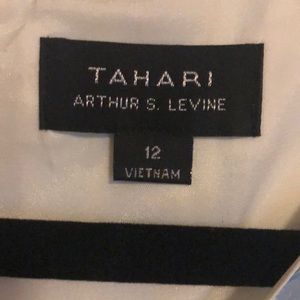 TAHARI
ARTHUR S. LEVINE
12
VIETNAM